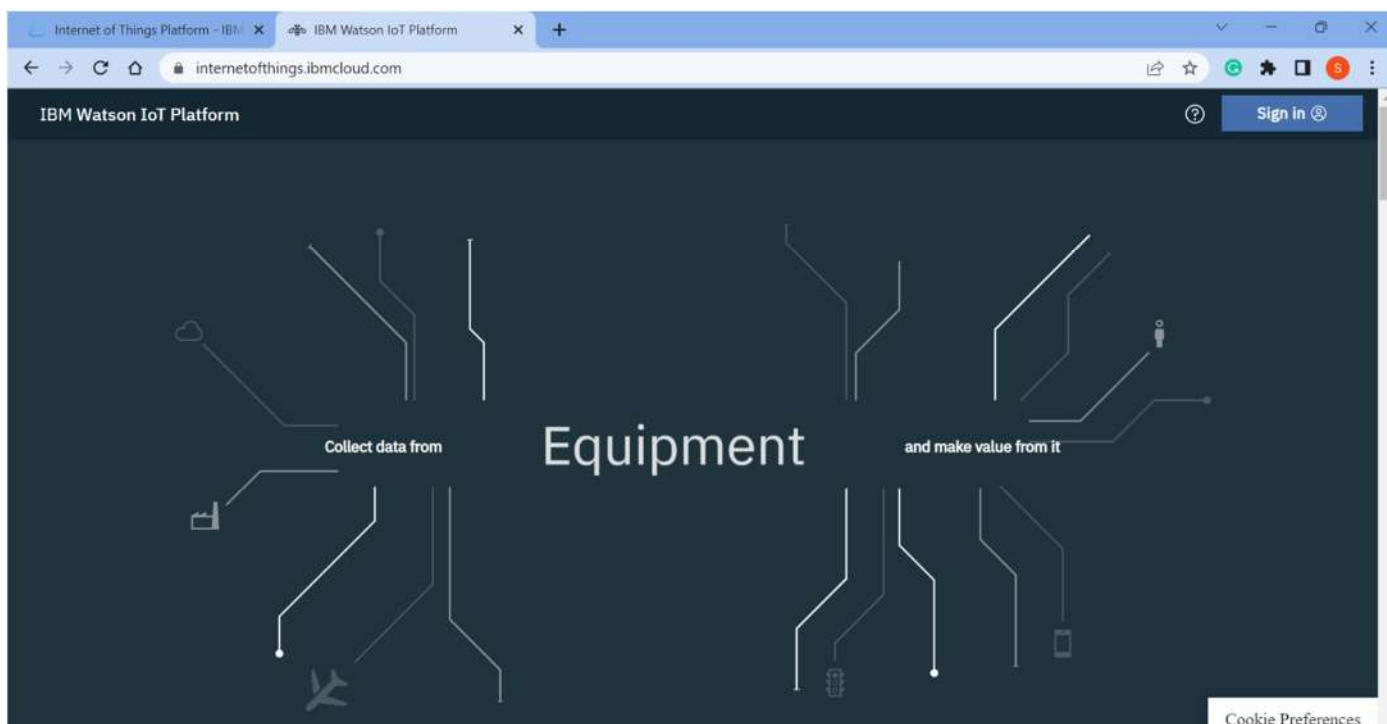 Internet of Things Platform - IBM
IBM Watson IoT Platform
internetofthings.ibmcloud.com
G
S
IBM Watson IoT Platform
Sign in
Collect data from
Equipment
and make value from it
Cookie Preferences